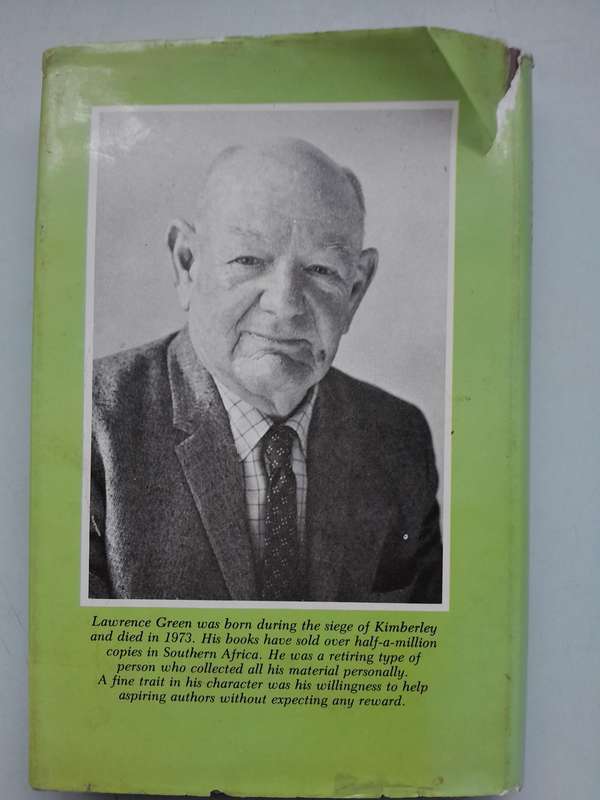 Lawrence Green was born during the siege of Kimberley
and died in 1973. His books have sold over half-a-million
copies in Southern Africa. He was a retiring type of
person who collected all his material personally.
A fine trait in his character was his willingness to help
aspiring authors without expecting any reward.